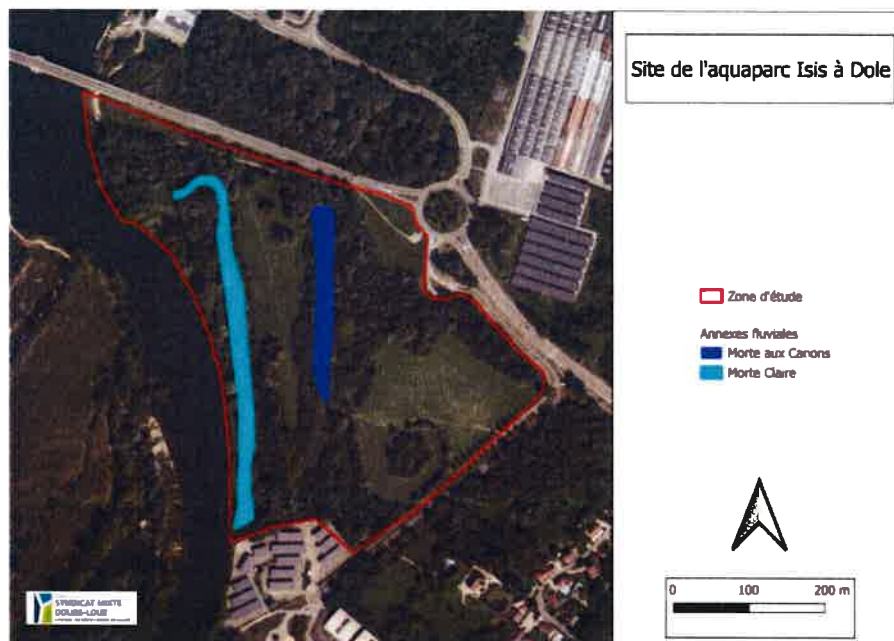 Site de l'aquaparc Isis à Dole
Zone d'étude
Annexes fluviales
Morte aux Canons
Morte Claire
0 100 200 m
SYNDICAT MIXTE
DOUBS-LOUE